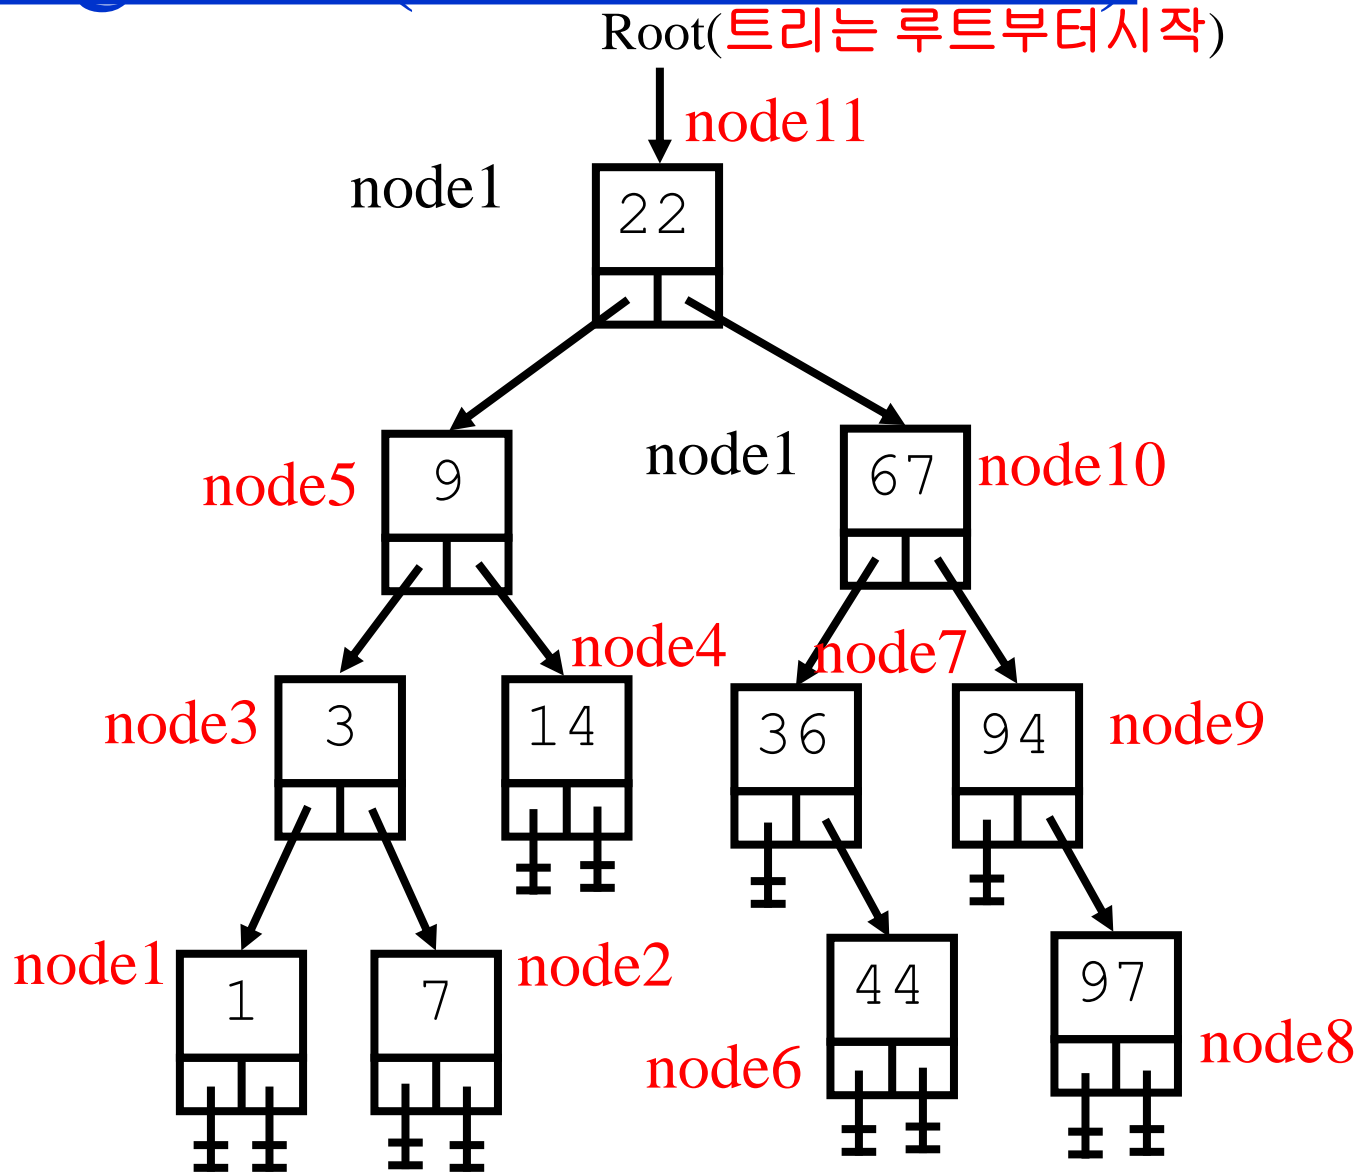 Root(트리는 루트부터시작)
node11
node1
22
node5
9
node1
67
node10
node4
node7
node3
3
14
36
94
node9
node1
1
7
node2
44
97
node6
node8